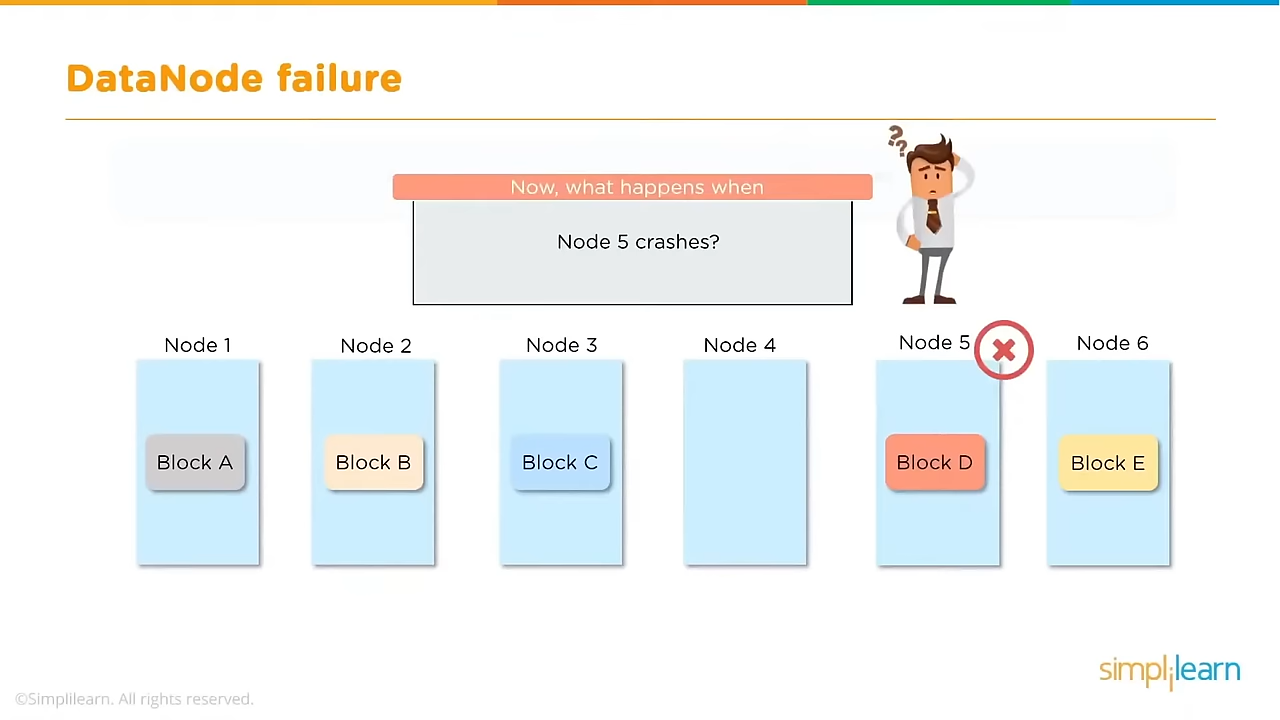 DataNode failure
??
Now, what happens when
Node 5 crashes?
Node 1
Node 2
Node 3
Node 4
Node 5
Node 6
Block A
Block B
Block C
Block D
Block E
simplilearn
©Simplilearn. All rights reserved.